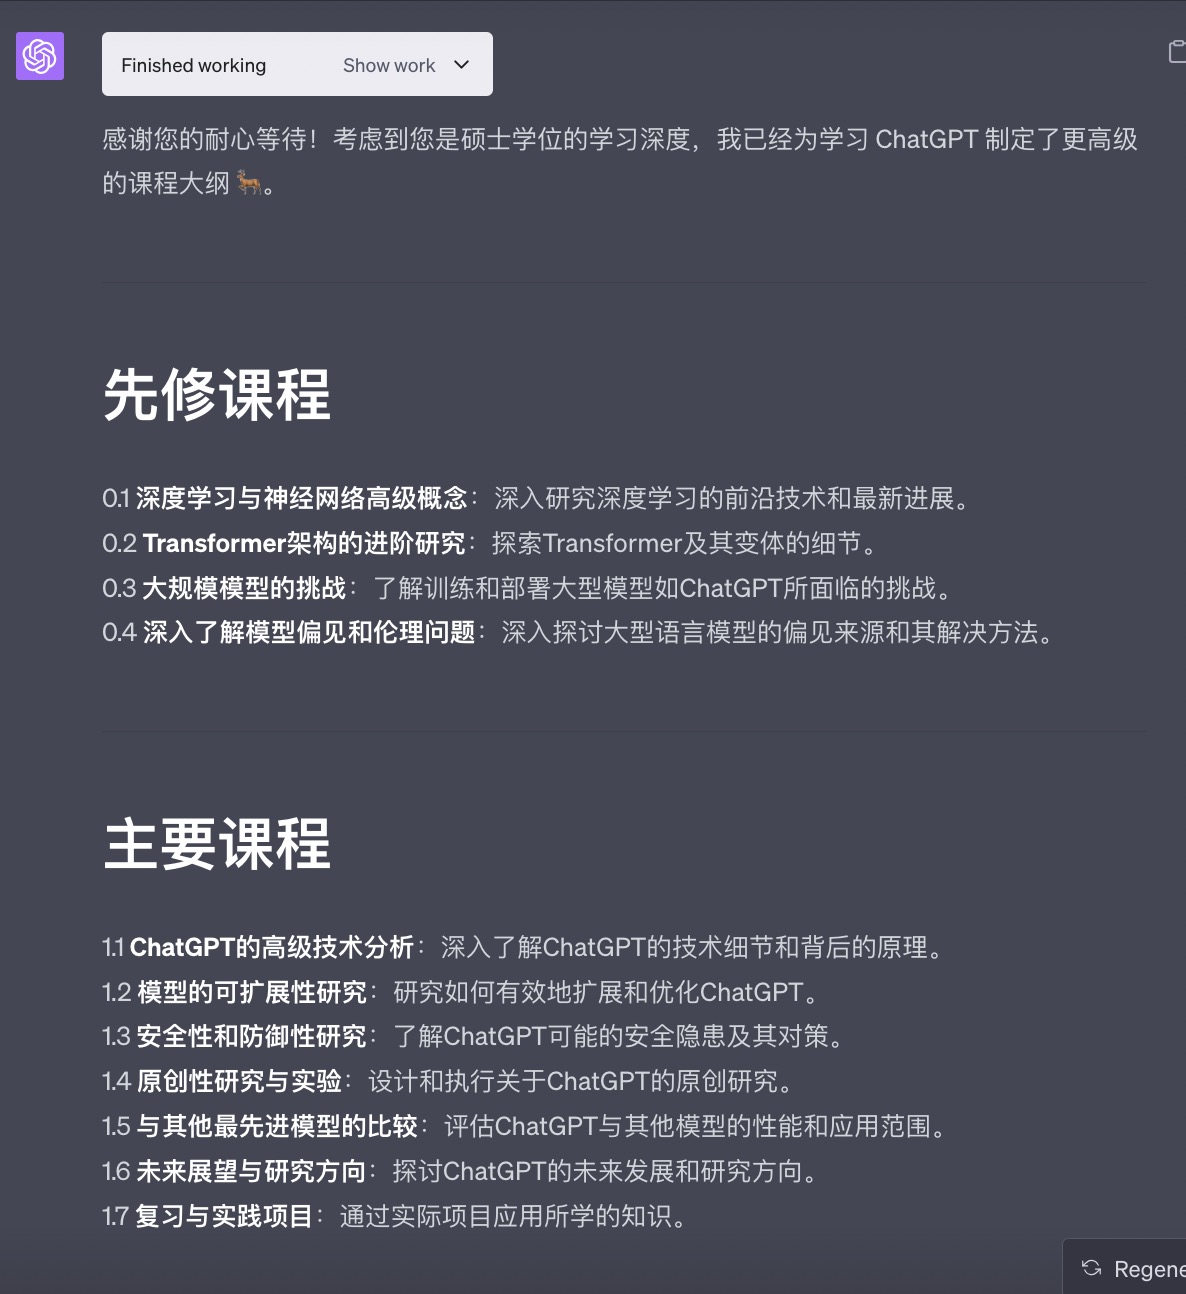 Finished working Show work
感谢您的耐心等待！考虑到您是硕士学位的学习深度，我已经为学习 ChatGPT 制定了更高级
的课程大纲 🦌。
先修课程
0.1 深度学习与神经网络高级概念：深入研究深度学习的前沿技术和最新进展。
0.2 Transformer架构的进阶研究：探索Transformer及其变体的细节。
0.3 大规模模型的挑战：了解训练和部署大型模型如ChatGPT所面临的挑战。
0.4 深入了解模型偏见和伦理问题：深入探讨大型语言模型的偏见来源和其解决方法。
主要课程
1.1 ChatGPT的高级技术分析：深入了解ChatGPT的技术细节和背后的原理。
1.2 模型的可扩展性研究：研究如何有效地扩展和优化ChatGPT。
1.3 安全性和防御性研究：了解ChatGPT可能的安全隐患及其对策。
1.4 原创性研究与实验：设计和执行关于ChatGPT的原创研究。
1.5 与其他最先进模型的比较：评估ChatGPT与其他模型的性能和应用范围。
1.6 未来展望与研究方向：探讨ChatGPT的未来发展和研究方向。
1.7 复习与实践项目：通过实际项目应用所学的知识。
Regene